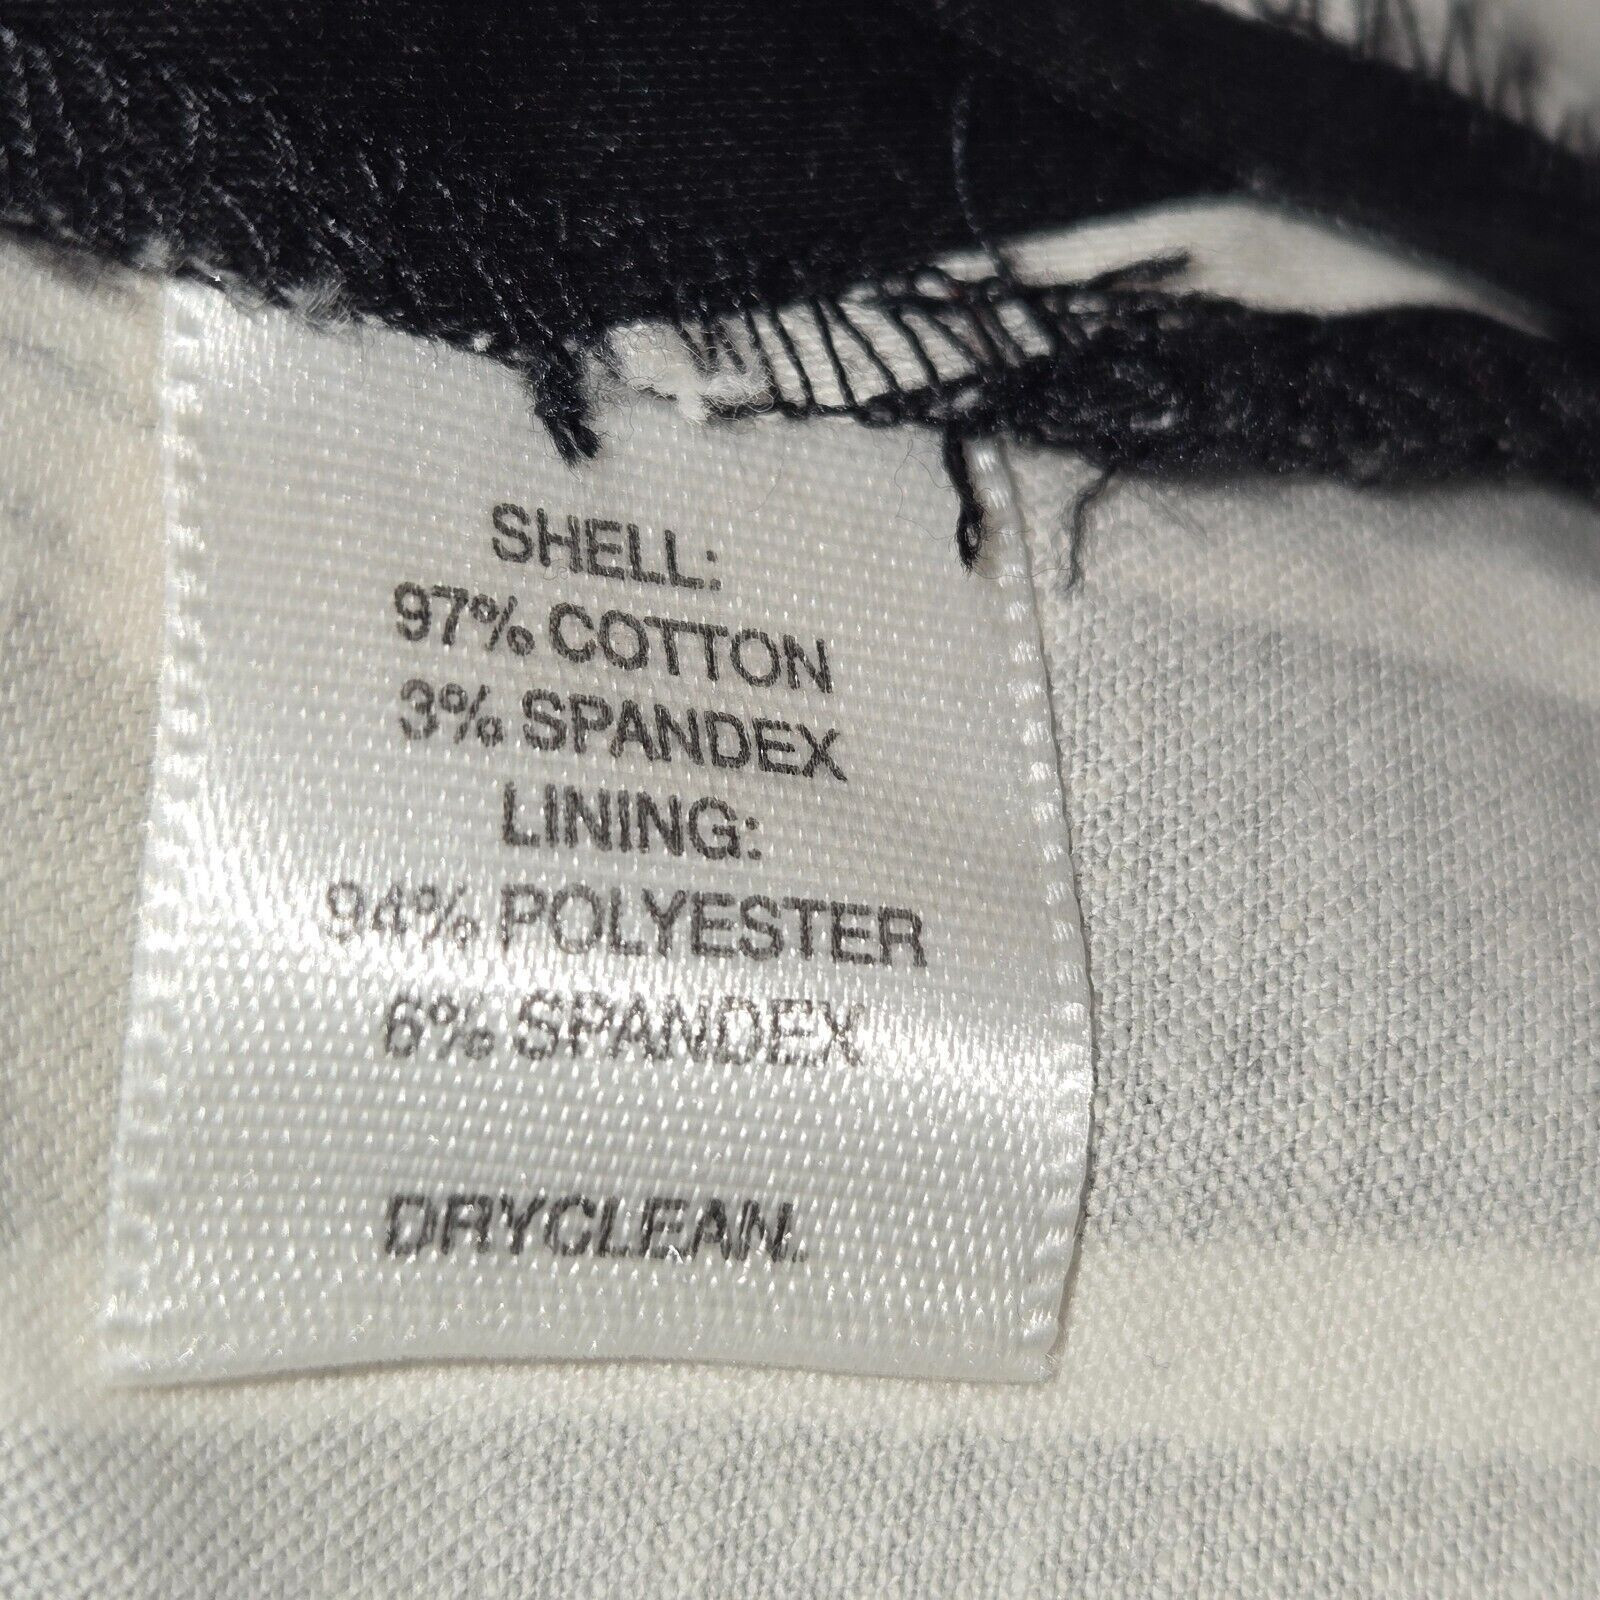 SHELL:
97% COTTON
3% SPANDEX
LINING:
94% POLYESTER
6% SPANDEX
DRYCLEAN.